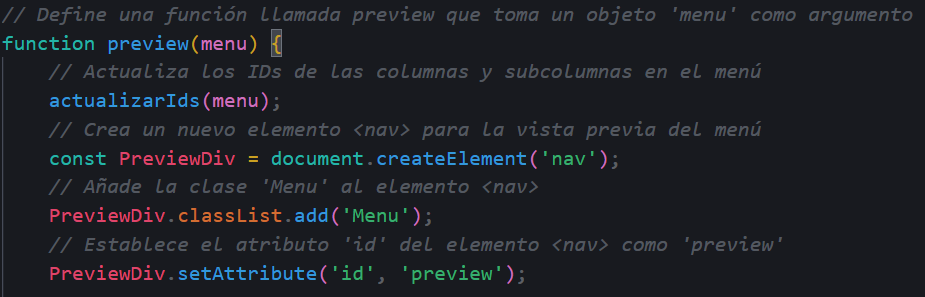 // Define una función llamada preview que toma un objeto 'menu' como argumento
function preview(menu) {
// Actualiza los IDs de las columnas y subcolumnas en el menú
actualizarIds(menu);
// Crea un nuevo elemento <nav> para la vista previa del menú
const PreviewDiv = document.createElement('nav');
// Añade la clase 'Menu' al elemento <nav>
PreviewDiv.classList.add('Menu');
// Establece el atributo 'id' del elemento <nav> como 'preview'
PreviewDiv.setAttribute('id', 'preview');